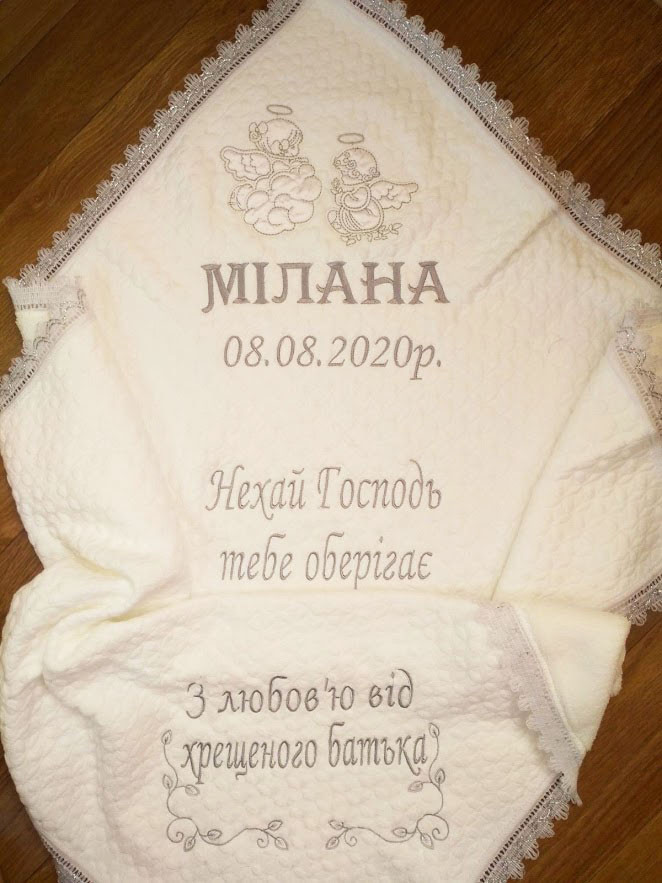 МІЛАНА
08.08.2020р.
Нехай Господь
тебе оберігає
З любов'ю від
хрещеного батька